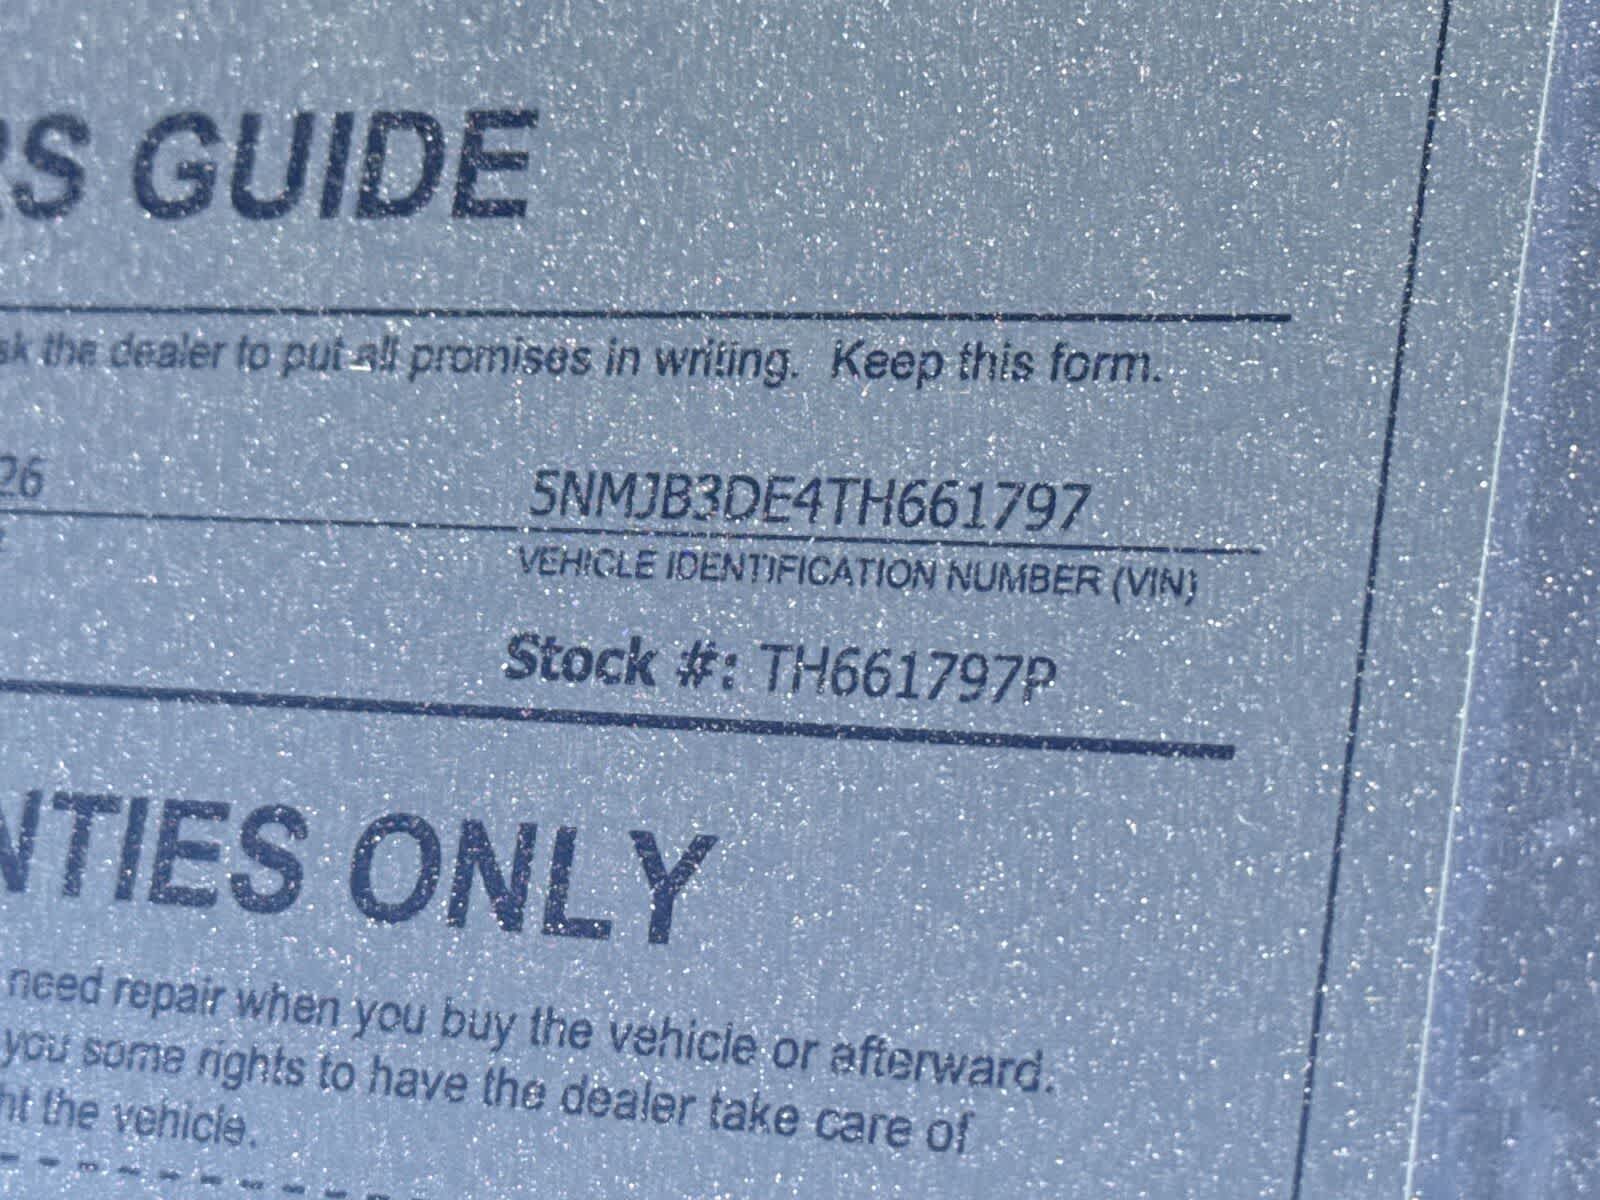 RS GUIDE
sk the dealer to put all promises in writing. Keep this form.
26
5NMJB3DE4TH661797
VEHICLE IDENTIFICATION NUMBER (VIN)
Stock #: TH661797P
NTIES ONLY
need repair when you buy the vehicle or afterward.
you some rights to have the dealer take care of
ht the vehicle.